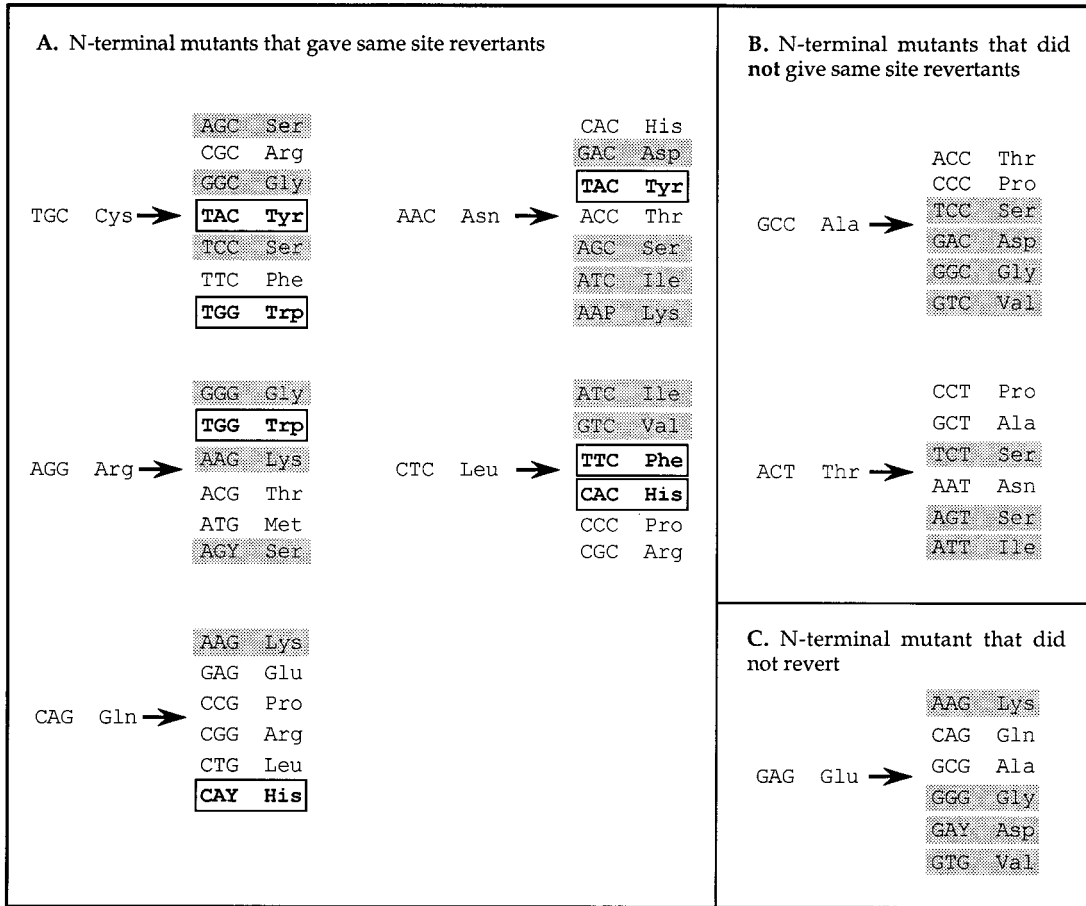 A. N-terminal mutants that gave same site revertants
TGC Cys
AGC Ser
CGC Arg
GGC Gly
TAC Tyr
TCC Ser
TTC Phe
TGG Trp
AAC Asn
CAC His
GAC Asp
TAC Tyr
ACC Thr
AGC Ser
ATC Ile
AAP Lys
AGG Arg
GGG Gly
TGG Trp
AAG Lys
ACG Thr
ATG Met
AGY Ser
CTC Leu
ATC Ile
GTC Val
TTC Phe
CAC His
CCC Pro
CGC Arg
CAG Gln
AAG Lys
GAG Glu
CCG Pro
CGG Arg
CTG Leu
CAY His
B. N-terminal mutants that did
not give same site revertants
GCC Ala
ACC Thr
CCC Pro
TCC Ser
GAC Asp
GGC Gly
GTC Val
ACT Thr
CCT Pro
GCT Ala
TCT Ser
AAT Asn
AGT Ser
ATT Ile
C. N-terminal mutant that did
not revert
GAG Glu
AAG Lys
CAG Gln
GCG Ala
GGG Gly
GAY Asp
GTG Val